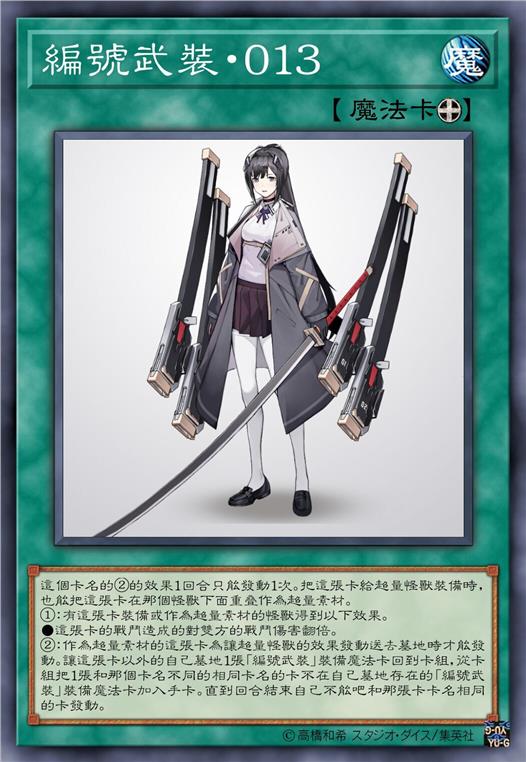 編號武裝・013
魔
【魔法卡】
S1
S2
這個卡名的②的效果1回合只能發動1次。把這張卡給超量怪獸裝備時,
也能把這張卡在那個怪獸下面重疊作為超量素材。
①:有這張卡裝備或作為超量素材的怪獸得到以下效果。
●這張卡的戰鬥造成的對雙方的戰鬥傷害翻倍。
②:作為超量素材的這張卡為讓超量怪獸的效果發動送去墓地時才能發
動。讓這張卡以外的自己墓地1張「編號武裝」裝備魔法卡回到卡組,從卡
組把1張和那個卡名不同的相同卡名的卡不在自己墓地存在的「編號武
裝」裝備魔法卡加入手卡。直到回合結束自己不能吧和那張卡卡名相同
的卡發動。
©高橋和希 スタジオ・ダイス/集英社
YU-G
YU-G